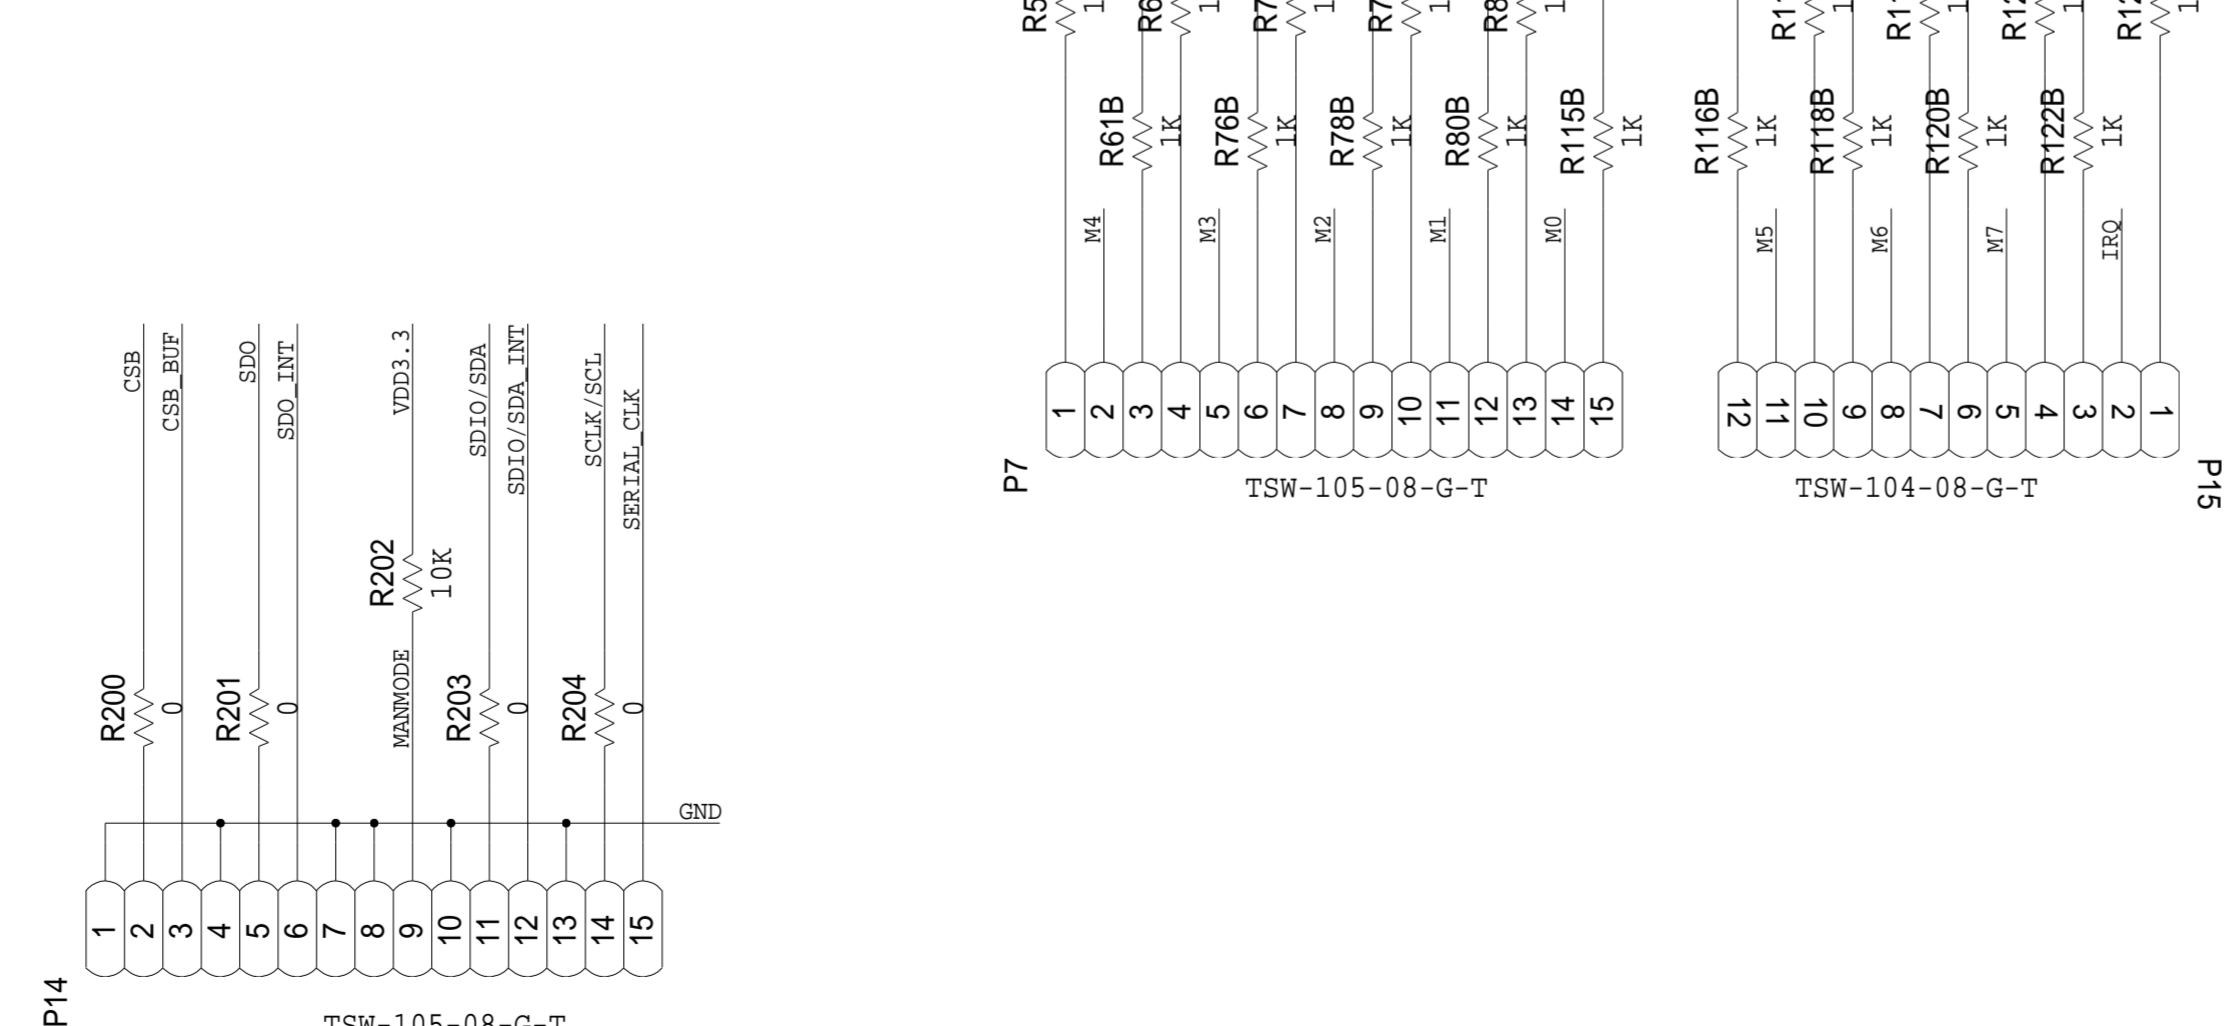 R61B
1K
R76B
1K
R78B
1K
R80B
1K
R115B
1K
R116B
1K
R118B
1K
R120B
1K
R122B
1K
M4
M3
M2
M1
M0
M5
M6
M7
IRQ
1 2 3 4 5 6 7 8 9 10 11 12 13 14 15
12 11 10 9 8 7 6 5 4 3 2 1
P7
TSW-105-08-G-T
TSW-104-08-G-T
P15
CSB
CSB_BUF
SDO
SDO_INT
VDD3.3
SDIO/SDA
SDIO/SDA_INT
SCLK/SCL
SERIAL_CLK
R202
10K
MANMODE
R200
0
R201
0
R203
0
R204
0
GND
1 2 3 4 5 6 7 8 9 10 11 12 13 14 15
P14
TSW-105-08-G-T